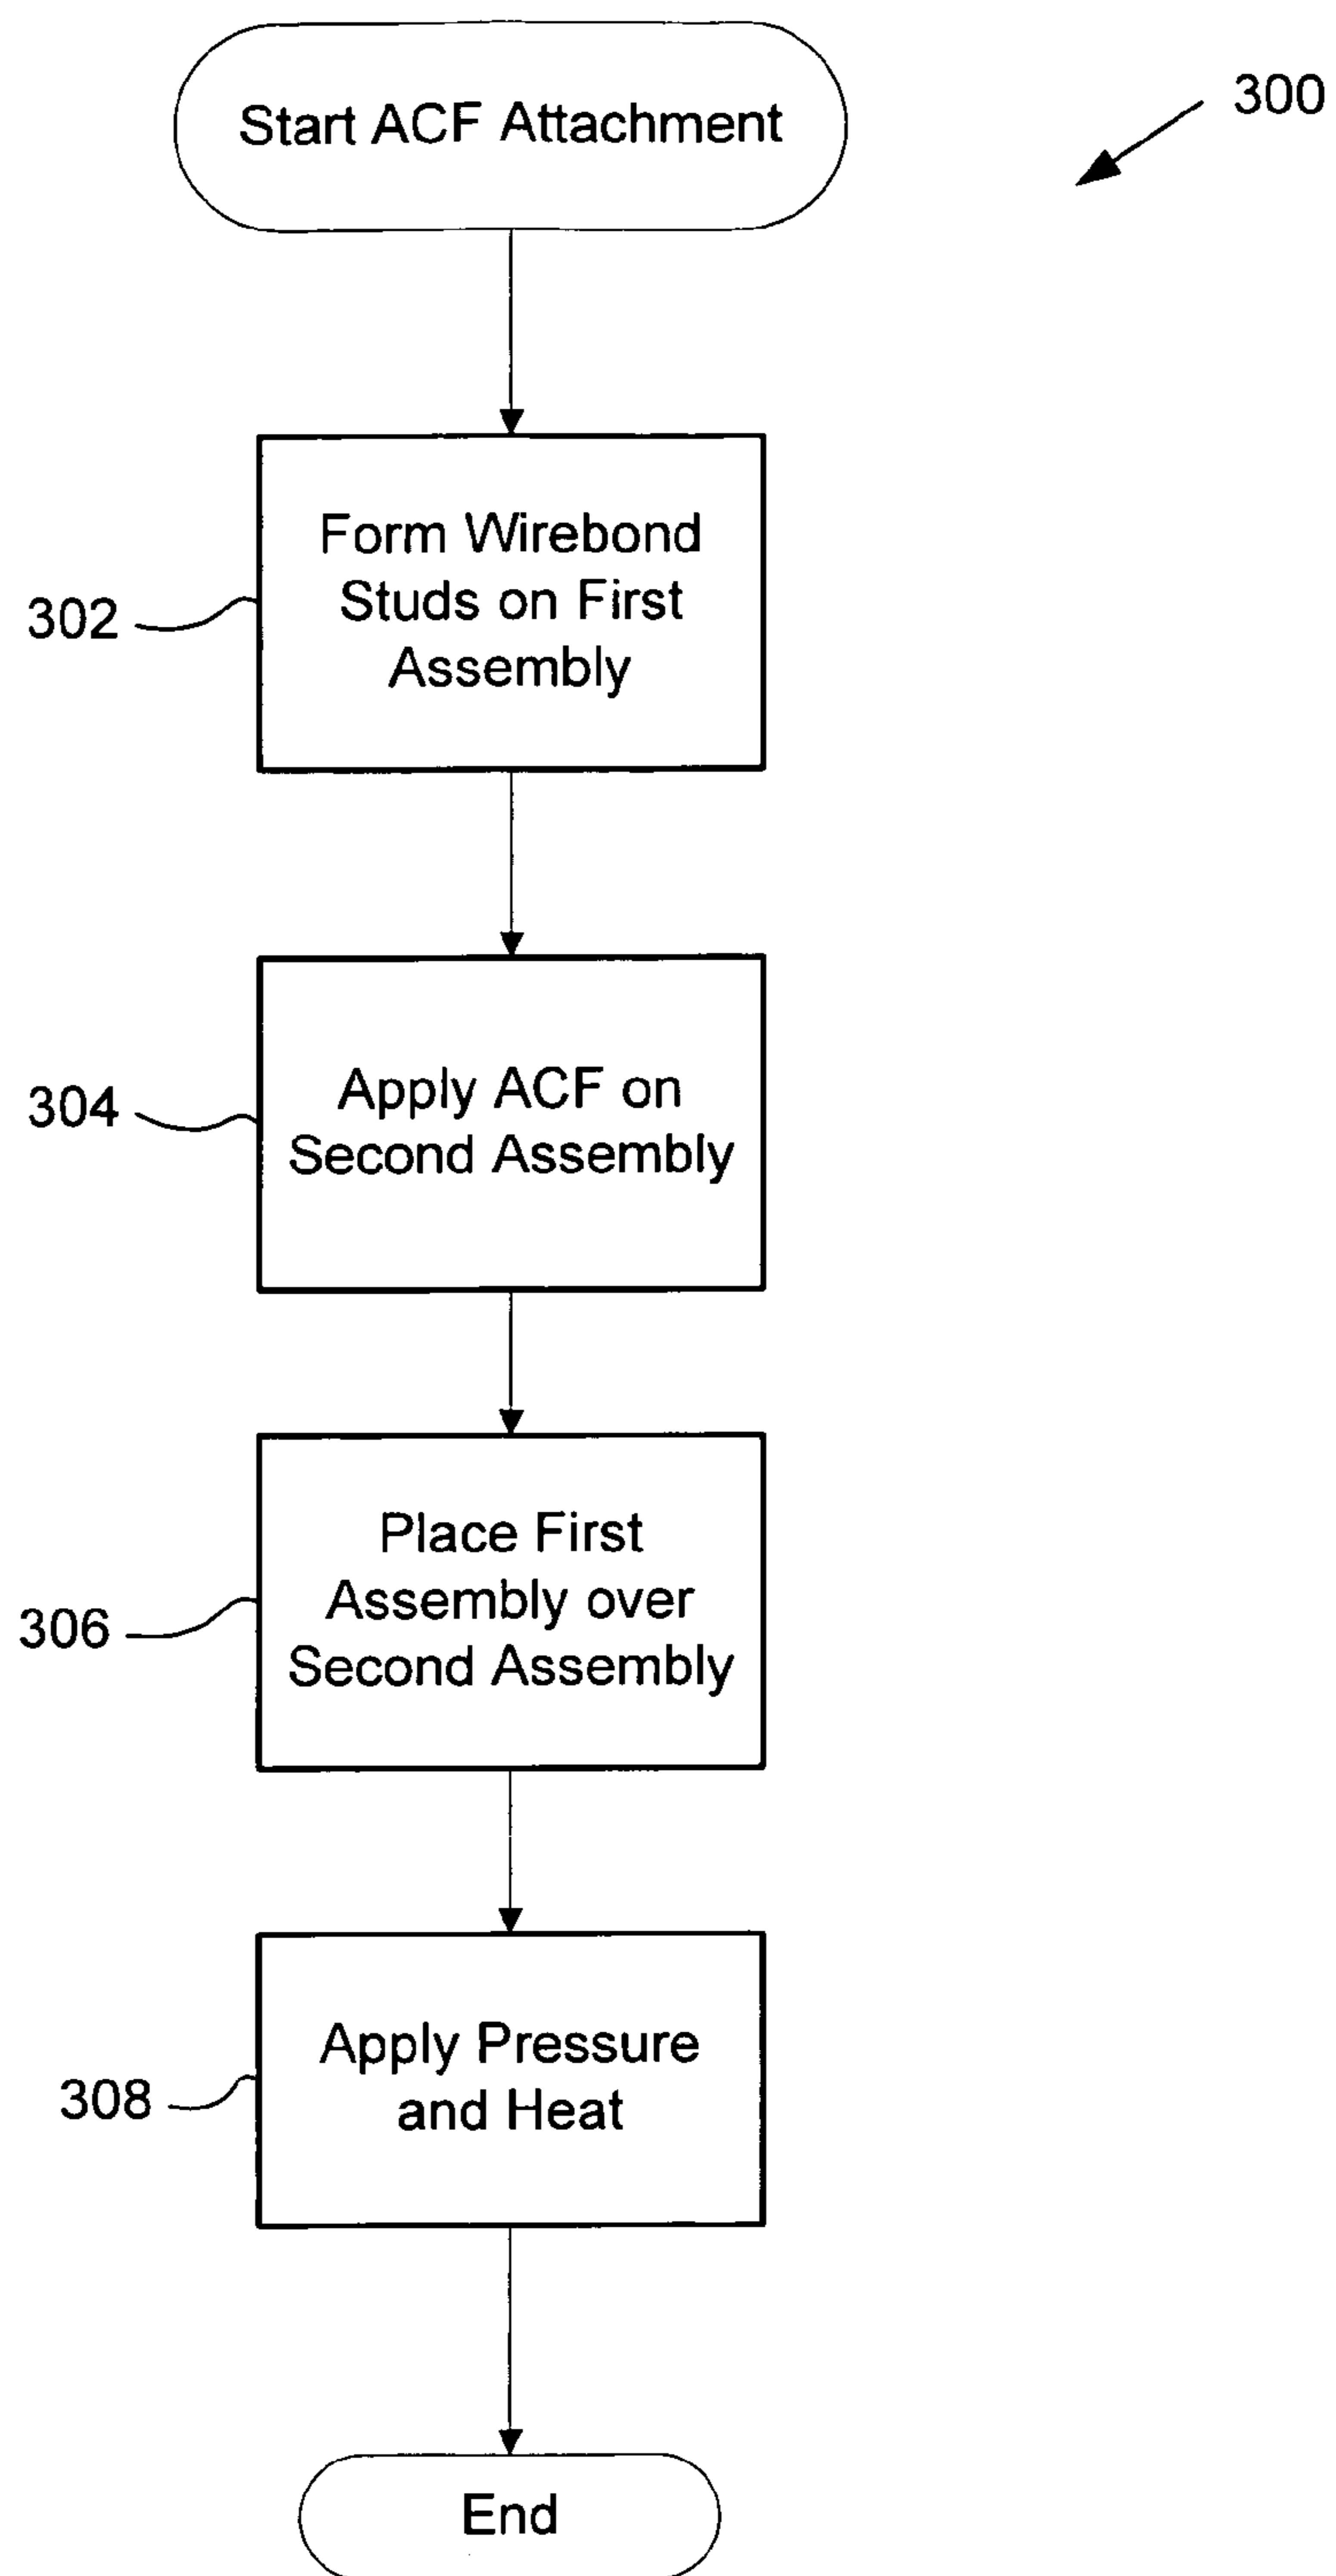 Start ACF Attachment
300
Form Wirebond
Studs on First
Assembly
302
Apply ACF on
Second Assembly
304
Place First
Assembly over
Second Assembly
306
Apply Pressure
and Heat
308
End